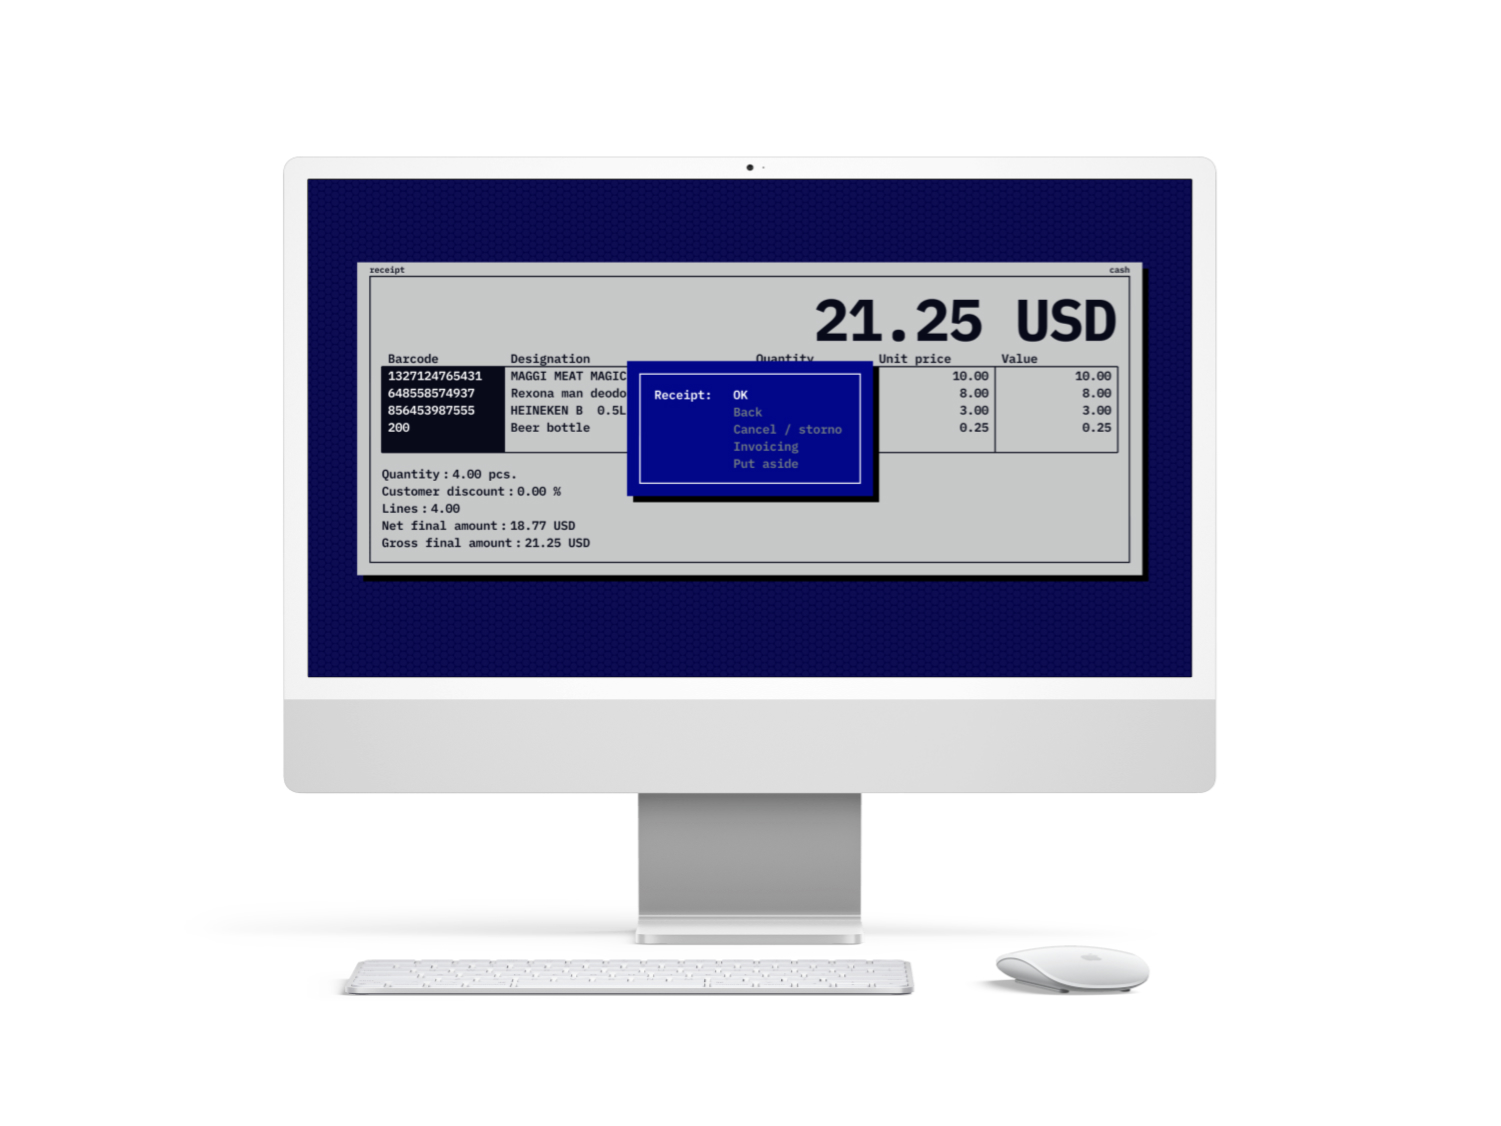 receipt cash
21.25 USD
Barcode Designation Quantity Unit price Value
1327124765431 MAGGI MEAT MAGIC 10.00 10.00
648558574937 Rexona man deodo 8.00 8.00
856453987555 HEINEKEN B 0.5L 3.00 3.00
200 Beer bottle 0.25 0.25
Receipt: OK
Back
Cancel / storno
Invoicing
Put aside
Quantity : 4.00 pcs.
Customer discount : 0.00 %
Lines : 4.00
Net final amount : 18.77 USD
Gross final amount : 21.25 USD